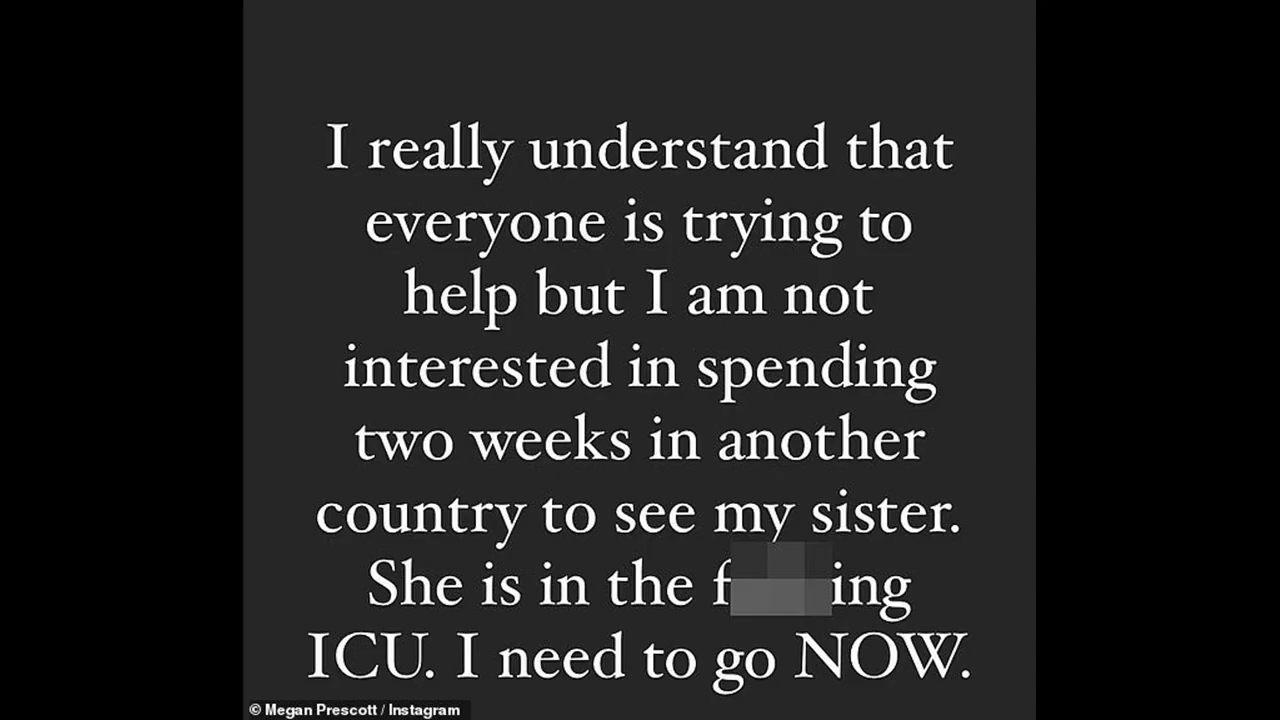 I really understand that
everyone is trying to
help but I am not
interested in spending
two weeks in another
country to see my sister.
She is in the f ing
ICU. I need to go NOW.
© Megan Prescott / Instagram